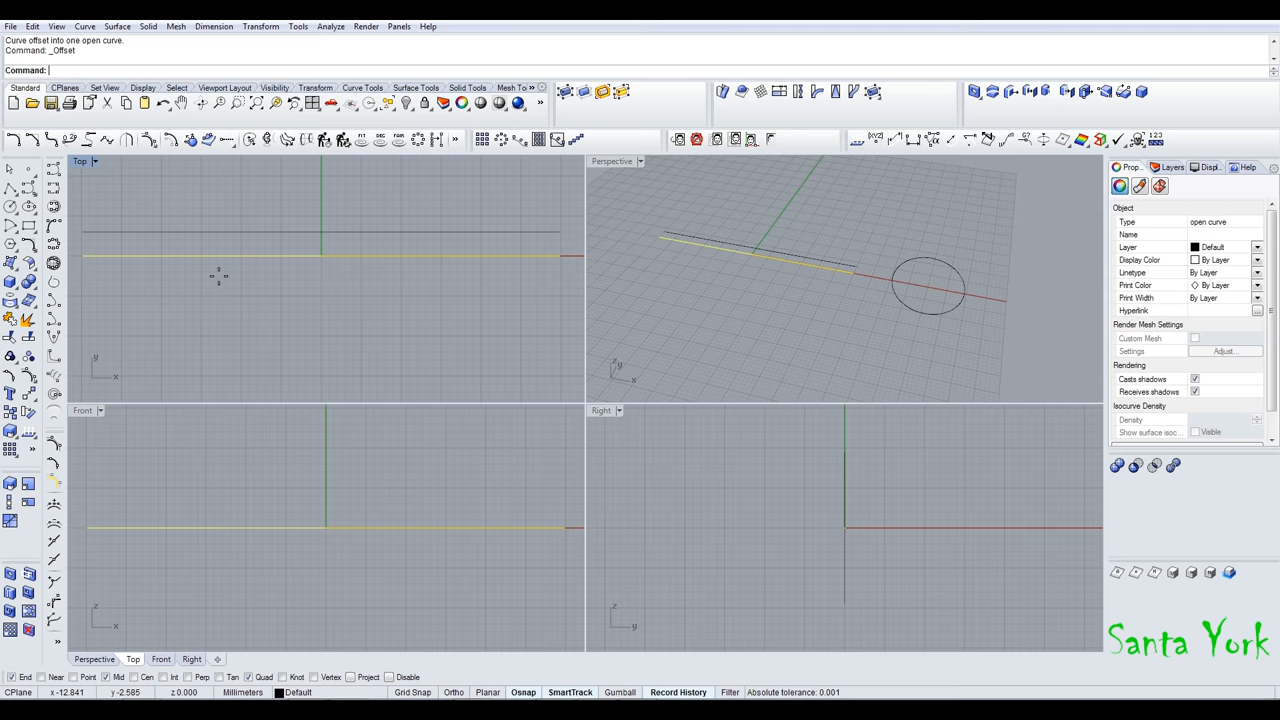 File Edit View Curve Surface Solid Mesh Dimension Transform Tools Analyze Render Panels Help
Curve offset into one open curve.
Command: _Offset
Command:
Standard CPlanes Set View Display Select Viewport Layout Visibility Transform Curve Tools Surface Tools Solid Tools Mesh To »
Top
Perspective
Prop... Layers Displ... Help
Object
Type open curve
Name
Layer Default
Display Color By Layer
Linetype By Layer
Print Color By Layer
Print Width By Layer
Hyperlink ...
Render Mesh Settings
Custom Mesh
Settings Adjust...
Rendering
Casts shadows
Receives shadows
Isocurve Density
Density
Show surface isoc... Visible
y
x
z
y
x
Front
Right
z
x
z
y
Santa York
Perspective Top Front Right
End Near Point Mid Cen Int Perp Tan Quad Knot Vertex Project Disable
CPlane x -12.841 y -2.585 z 0.000 Millimeters Default Grid Snap Ortho Planar Osnap SmartTrack Gumball Record History Filter Absolute tolerance: 0.001